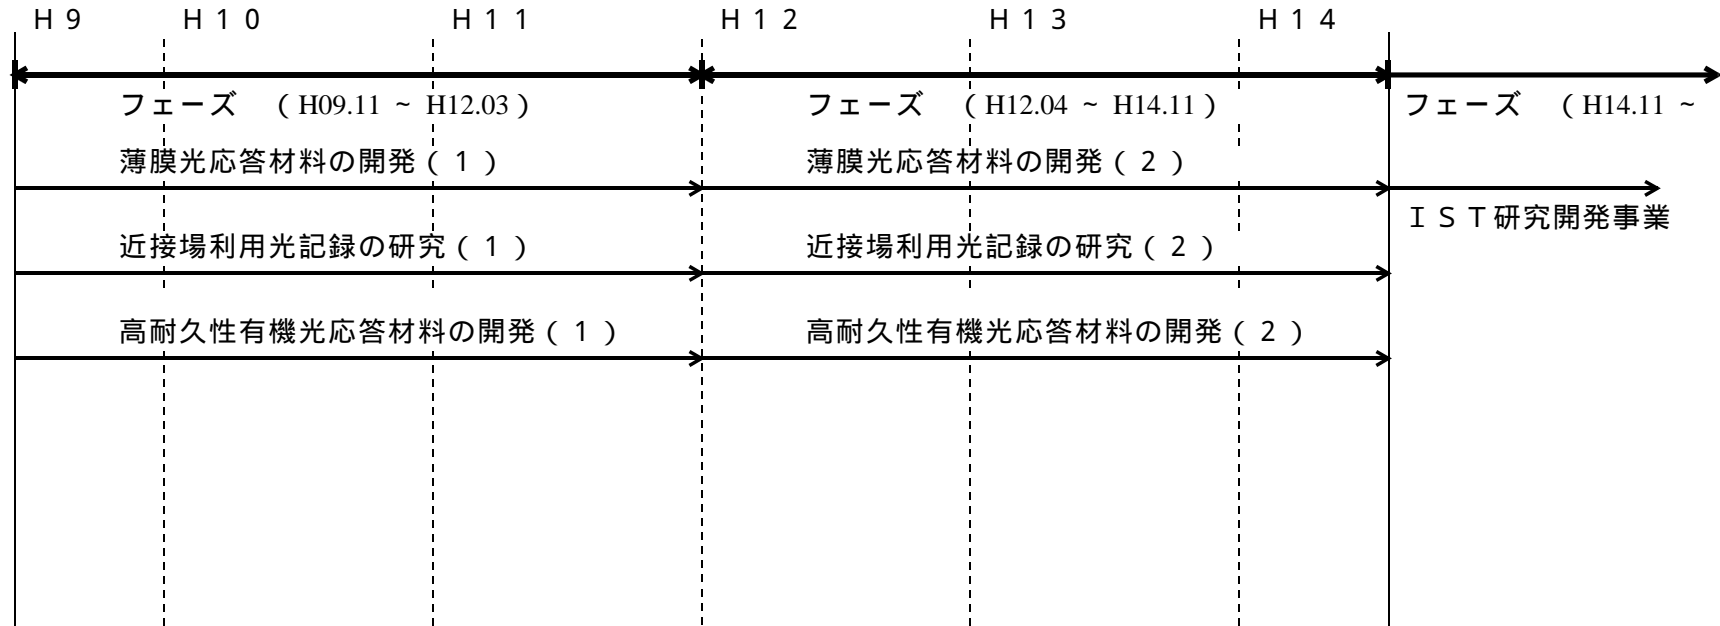 Ｈ９ Ｈ１０ Ｈ１１ Ｈ１２ Ｈ１３ Ｈ１４
フェーズ （H09.11 ~ H12.03） フェーズ （H12.04 ~ H14.11） フェーズ （H14.11 ~
薄膜光応答材料の開発（１） 薄膜光応答材料の開発（２）
ＩＳＴ研究開発事業
近接場利用光記録の研究（１） 近接場利用光記録の研究（２）
高耐久性有機光応答材料の開発（１） 高耐久性有機光応答材料の開発（２）